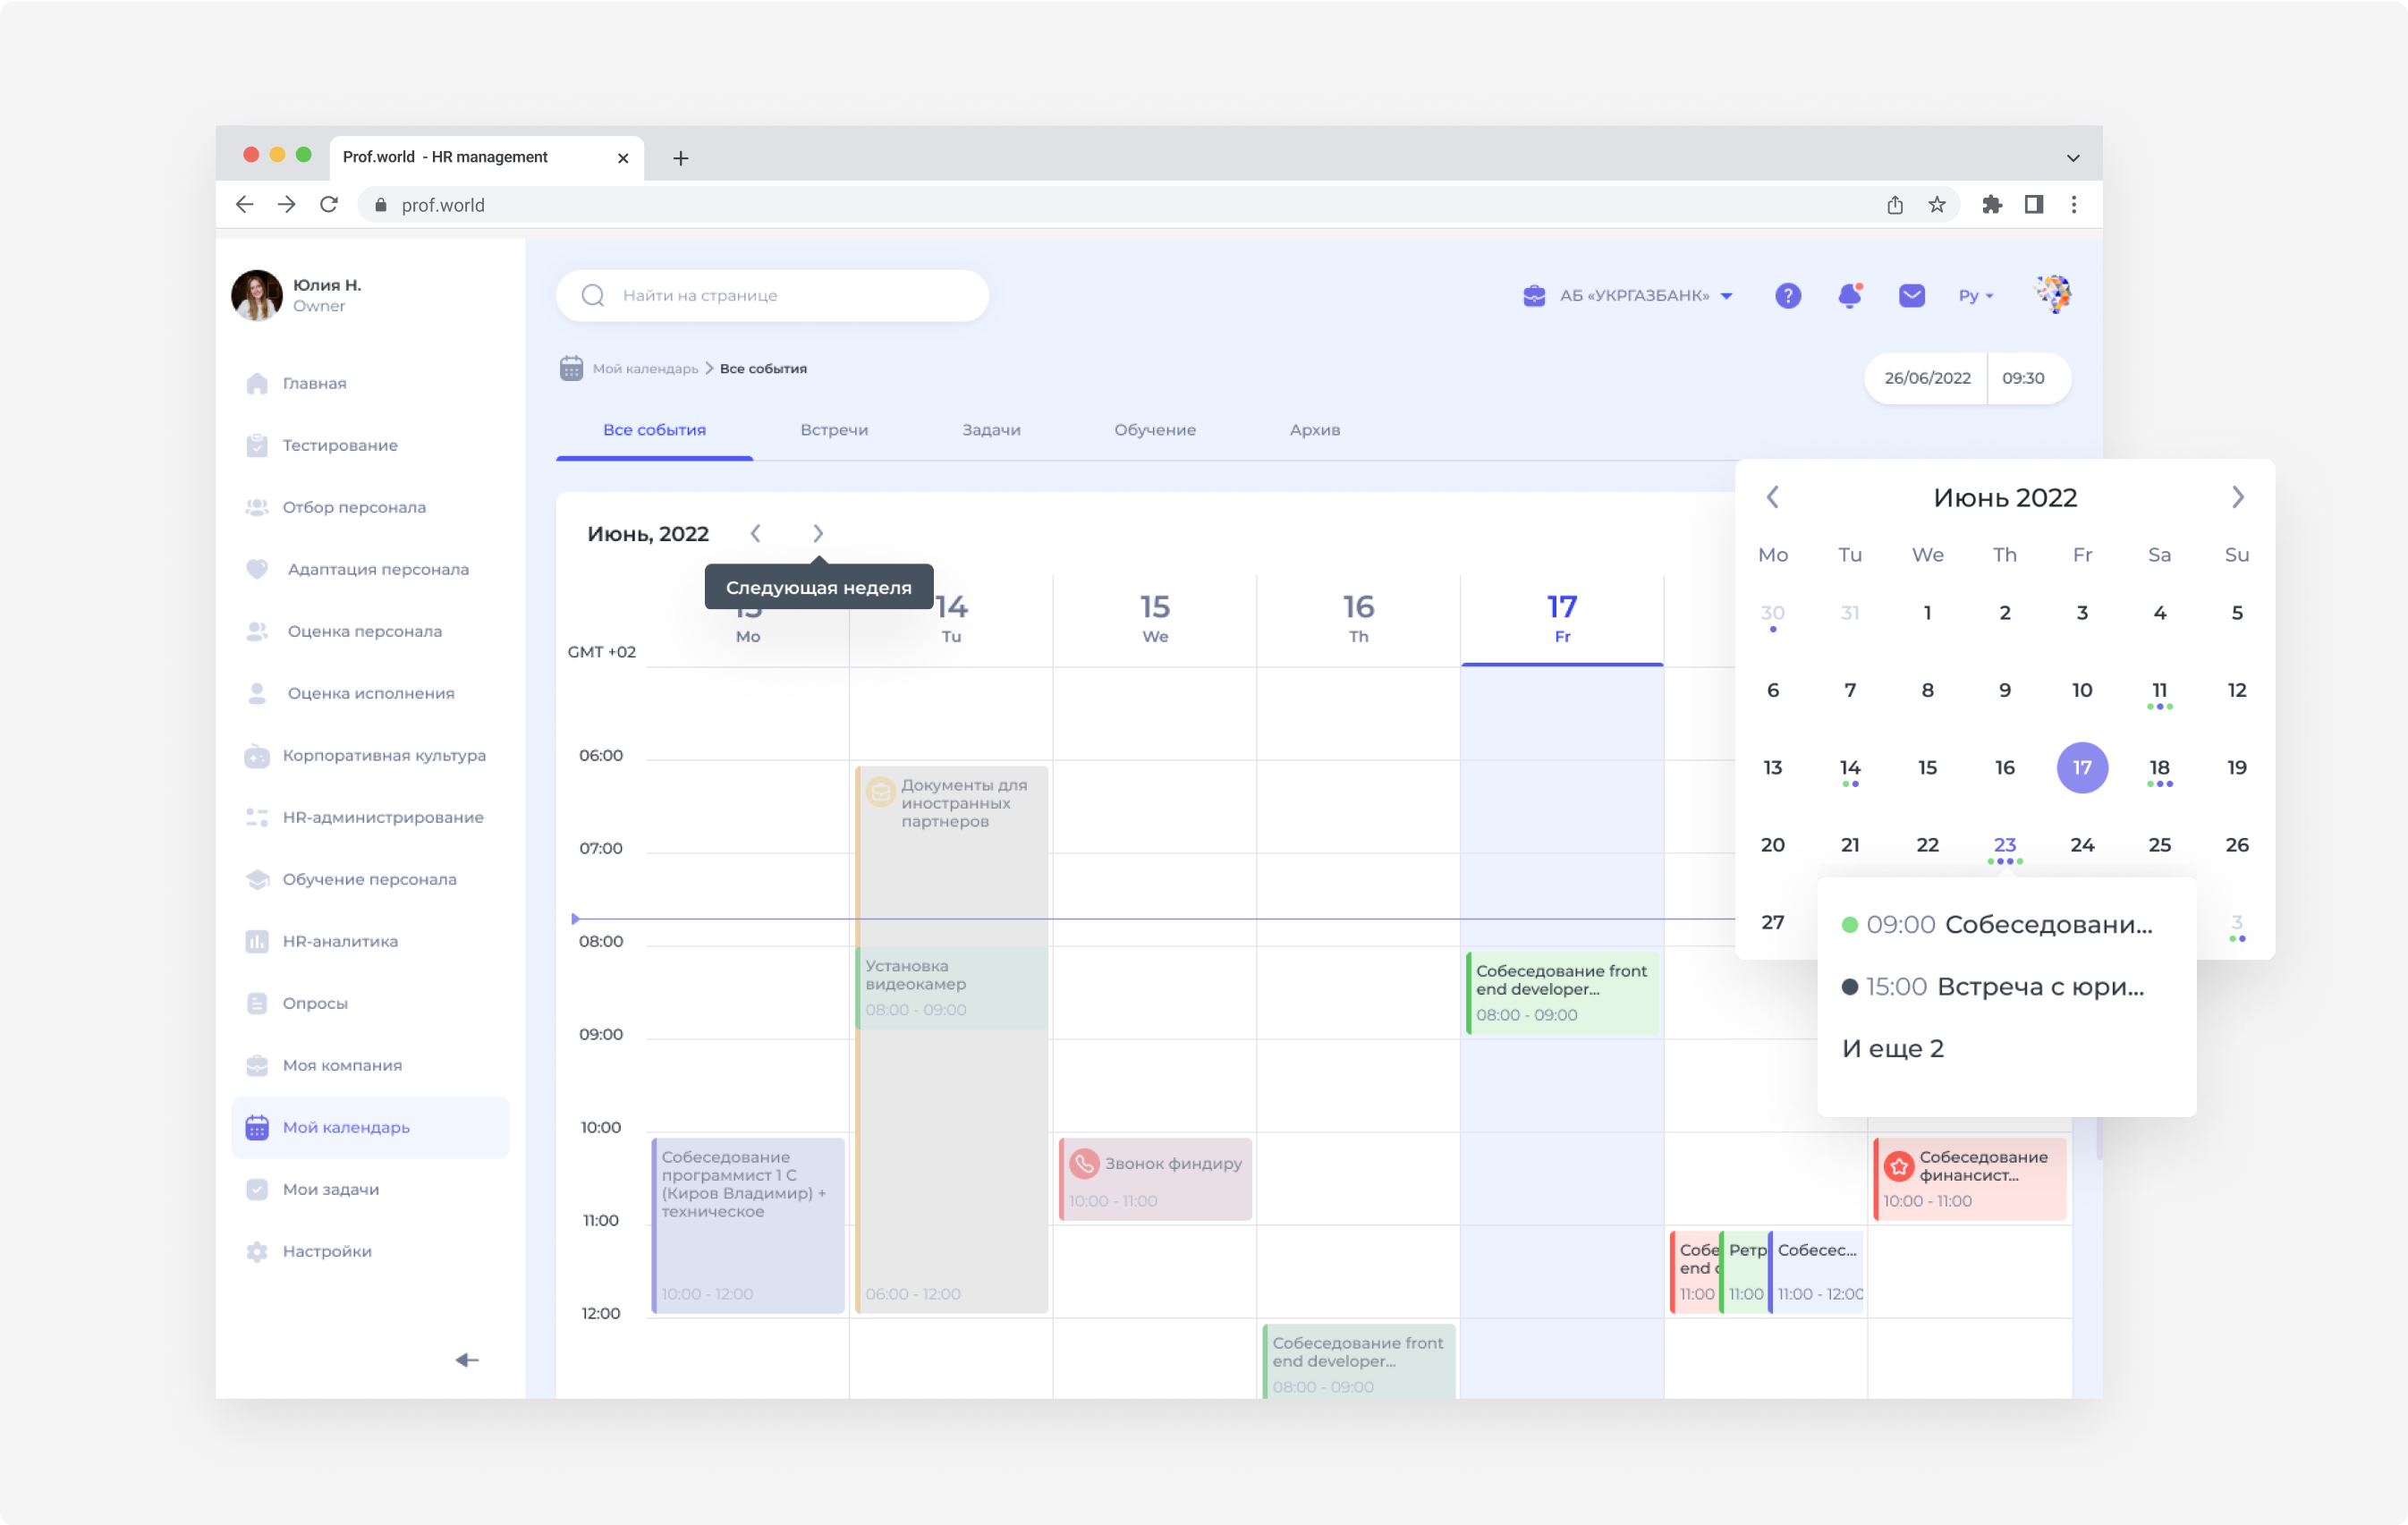 Prof.world - HR management
prof.world
Юлия Н.
Owner
Найти на странице
АБ «УКРГАЗБАНК»
Ру
Главная
Тестирование
Отбор персонала
Адаптация персонала
Оценка персонала
Оценка исполнения
Корпоративная культура
HR-администрирование
Обучение персонала
HR-аналитика
Опросы
Моя компания
Мой календарь
Мои задачи
Настройки
Мой календарь
Все события
26/06/2022
09:30
Все события
Встречи
Задачи
Обучение
Архив
Июнь, 2022
Следующая неделя
GMT +02
Mo
14
Tu
15
We
16
Th
17
Fr
06:00
07:00
08:00
09:00
10:00
11:00
12:00
Собеседование
программист 1 С
(Киров Владимир) +
техническое
10:00 - 12:00
Документы для
иностранных
партнеров
06:00 - 12:00
Установка
видеокамер
08:00 - 09:00
Звонок финдиру
10:00 - 11:00
Собеседование front
end developer...
08:00 - 09:00
Собеседование front
end developer...
08:00 - 09:00
Собе
end
11:00
Ретр
11:00
Собесес...
11:00 - 12:00
Собеседование
финансист...
10:00 - 11:00
Июнь 2022
Mo Tu We Th Fr Sa Su
30 31 1 2 3 4 5
6 7 8 9 10 11 12
13 14 15 16 17 18 19
20 21 22 23 24 25 26
27 3
09:00 Собеседовани...
15:00 Встреча с юри...
И еще 2